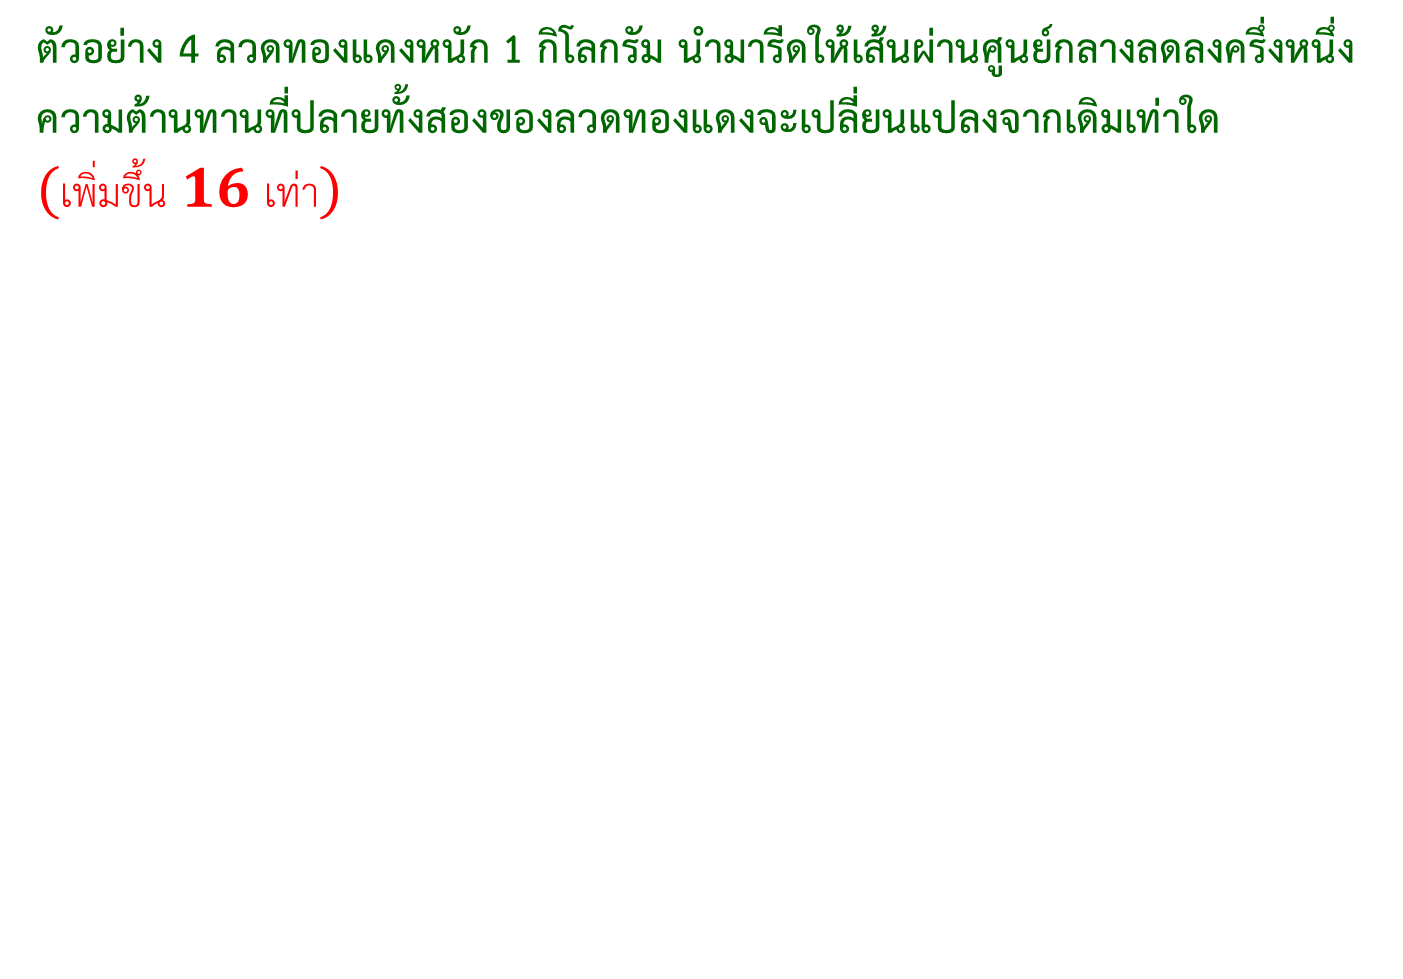 ตัวอย่าง 4 ลวดทองแดงหนัก 1 กิโลกรัม นำมารีดให้เส้นผ่านศูนย์กลางลดลงครึ่งหนึ่ง
ความต้านทานที่ปลายทั้งสองของลวดทองแดงจะเปลี่ยนแปลงจากเดิมเท่าใด
(เพิ่มขึ้น 16 เท่า)